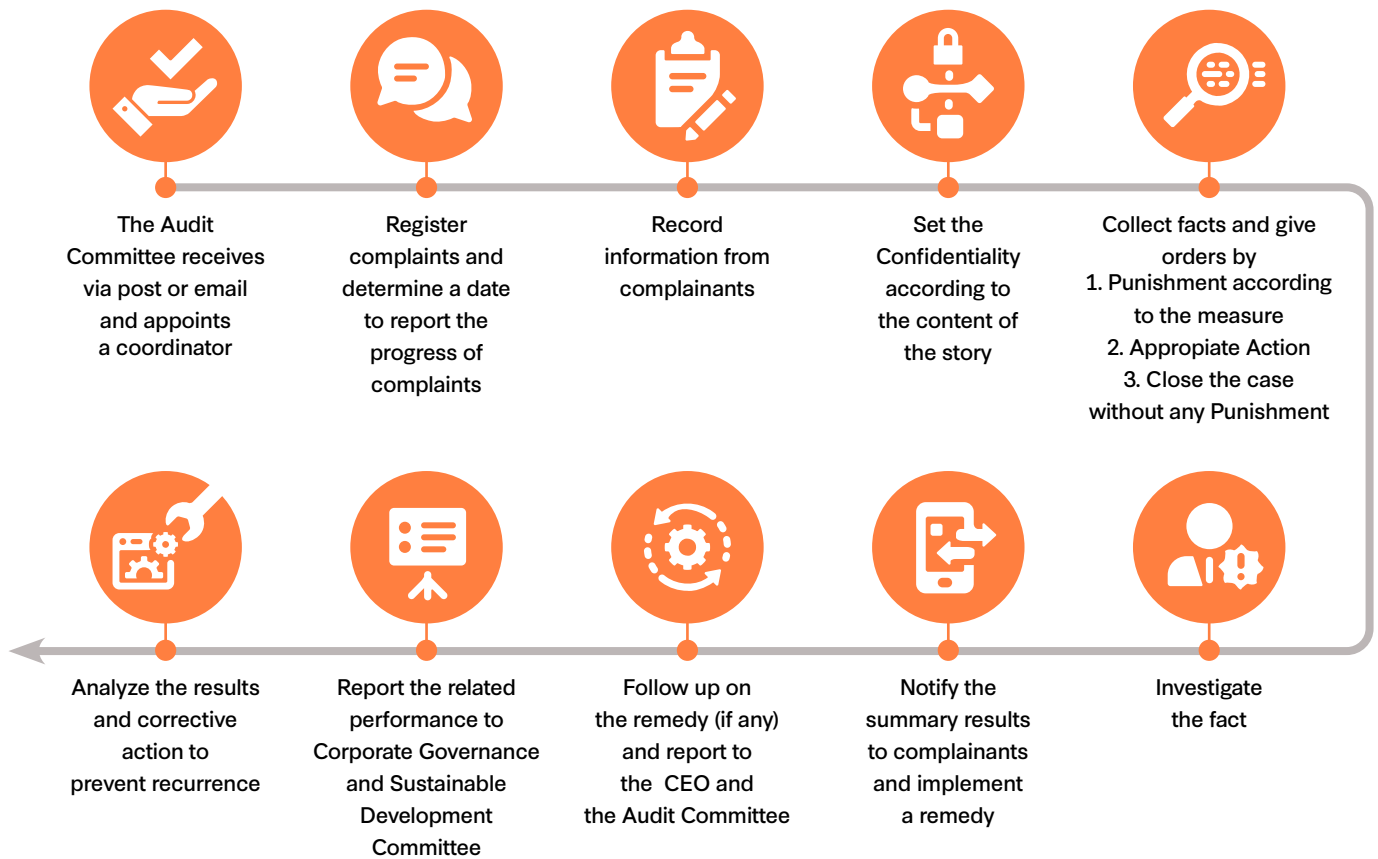 The Audit
Committee receives
via post or email
and appoints
a coordinator
Register
complaints and
determine a date
to report the
progress of
complaints
Record
information from
complainants
Set the
Confidentiality
according to
the content of
the story
Collect facts and give
orders by
1. Punishment according
to the measure
2. Appropiate Action
3. Close the case
without any Punishment
Investigate
the fact
Notify the
summary results
to complainants
and implement
a remedy
Follow up on
the remedy (if any)
and report to
the CEO and
the Audit Committee
Report the related
performance to
Corporate Governance
and Sustainable
Development
Committee
Analyze the results
and corrective
action to
prevent recurrence